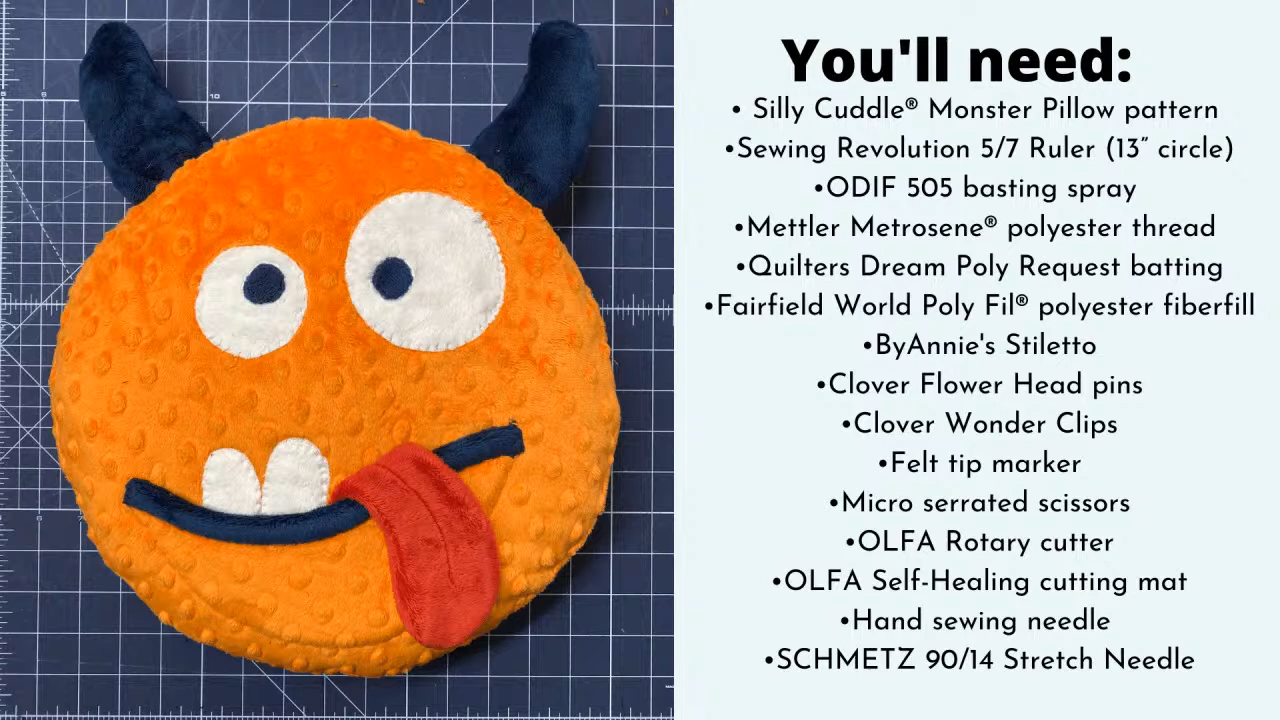 You'll need:
• Silly Cuddle® Monster Pillow pattern
•Sewing Revolution 5/7 Ruler (13” circle)
•ODIF 505 basting spray
•Mettler Metrosene® polyester thread
•Quilters Dream Poly Request batting
•Fairfield World Poly Fil® polyester fiberfill
•ByAnnie's Stiletto
•Clover Flower Head pins
•Clover Wonder Clips
•Felt tip marker
•Micro serrated scissors
•OLFA Rotary cutter
•OLFA Self-Healing cutting mat
•Hand sewing needle
•SCHMETZ 90/14 Stretch Needle